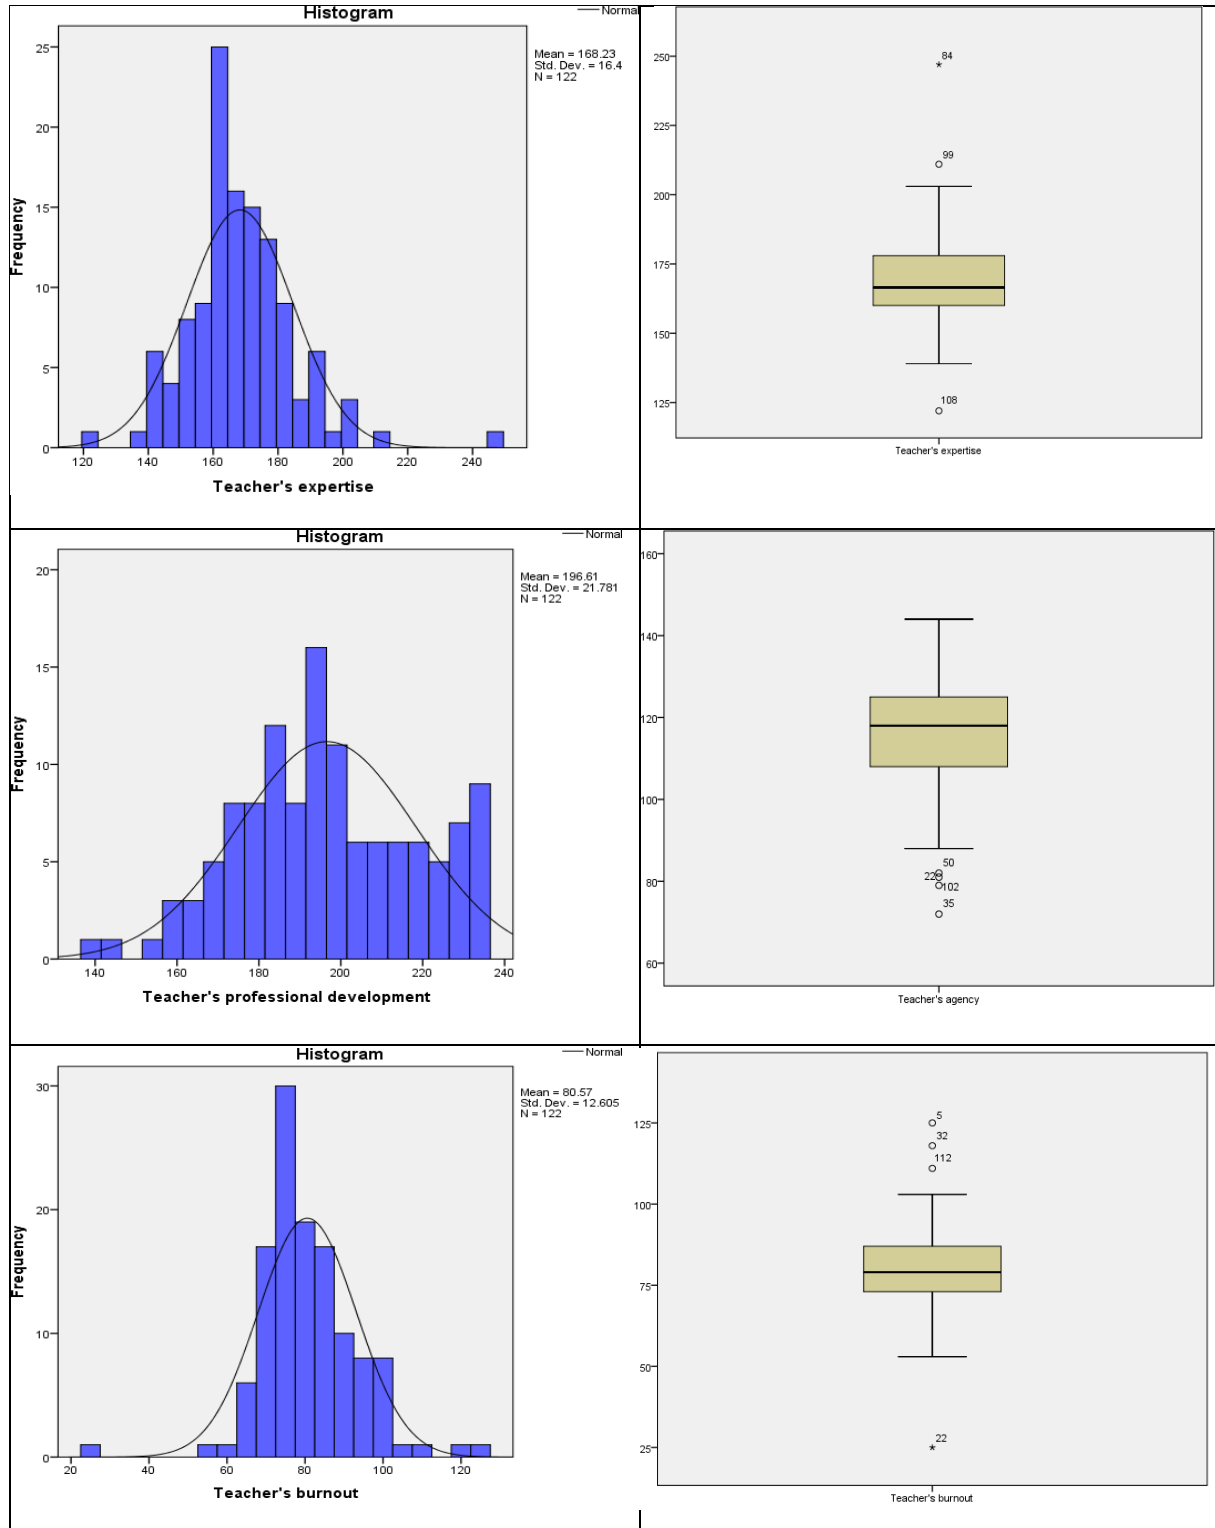 Histogram
Normal
Mean = 168.23
Std. Dev. = 16.4
N = 122
Frequency
25
20
15
10
5
0
120 140 160 180 200 220 240
Teacher's expertise
250
225
200
175
150
125
84
99
108
Teacher's expertise
Histogram
Normal
Mean = 196.61
Std. Dev. = 21.781
N = 122
Frequency
20
15
10
5
0
140 160 180 200 220 240
Teacher's professional development
160
140
120
100
80
60
50
22
102
35
Teacher's agency
Histogram
Normal
Mean = 80.57
Std. Dev. = 12.605
N = 122
Frequency
30
20
10
0
20 40 60 80 100 120
Teacher's burnout
125
100
75
50
25
5
32
112
22
Teacher's burnout